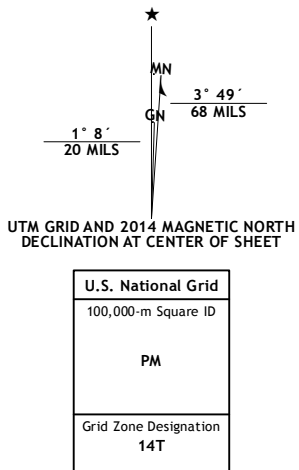 MN
3° 49´
68 MILS
GN
1° 8´
20 MILS
UTM GRID AND 2014 MAGNETIC NORTH
DECLINATION AT CENTER OF SHEET
U.S. National Grid
100,000-m Square ID
PM
Grid Zone Designation
14T